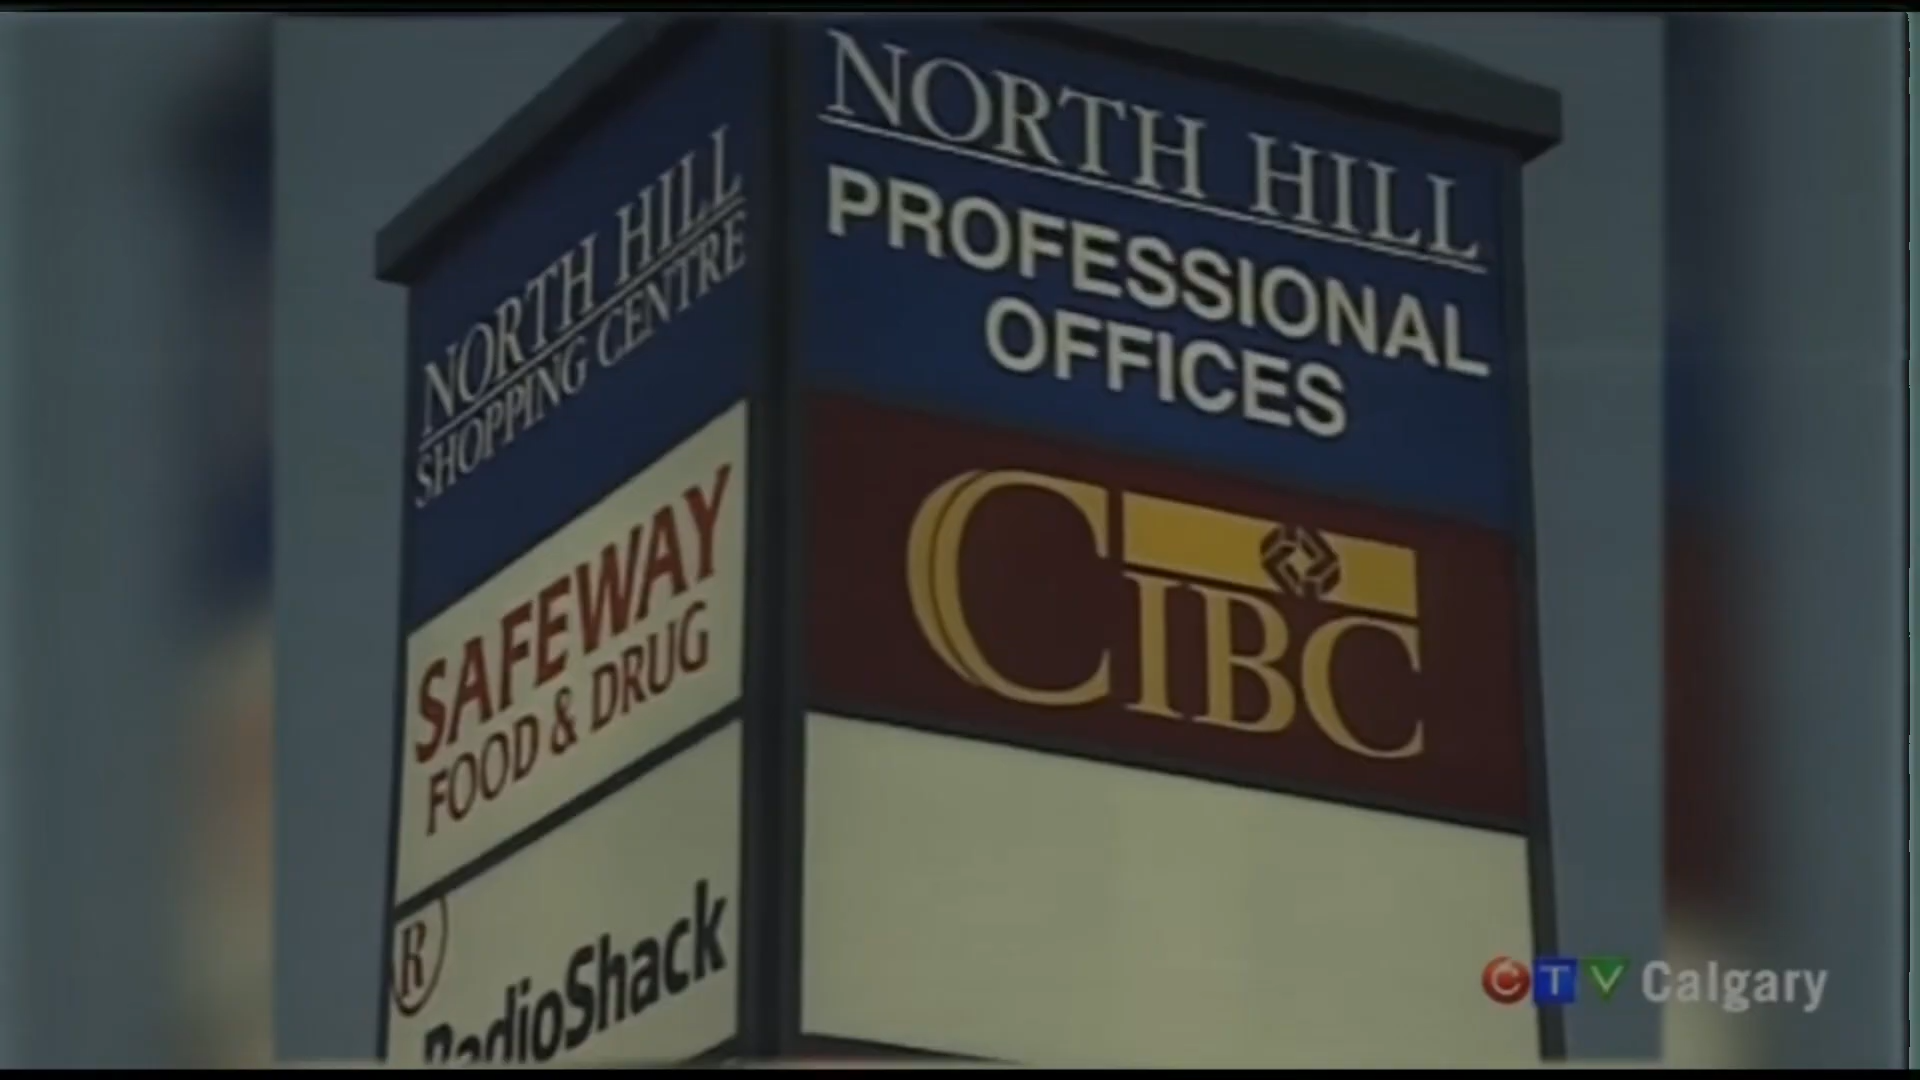 NORTH HILL
SHOPPING CENTRE
SAFEWAY
FOOD & DRUG
R
RadioShack
NORTH HILL
PROFESSIONAL
OFFICES
CIBC
CTV Calgary